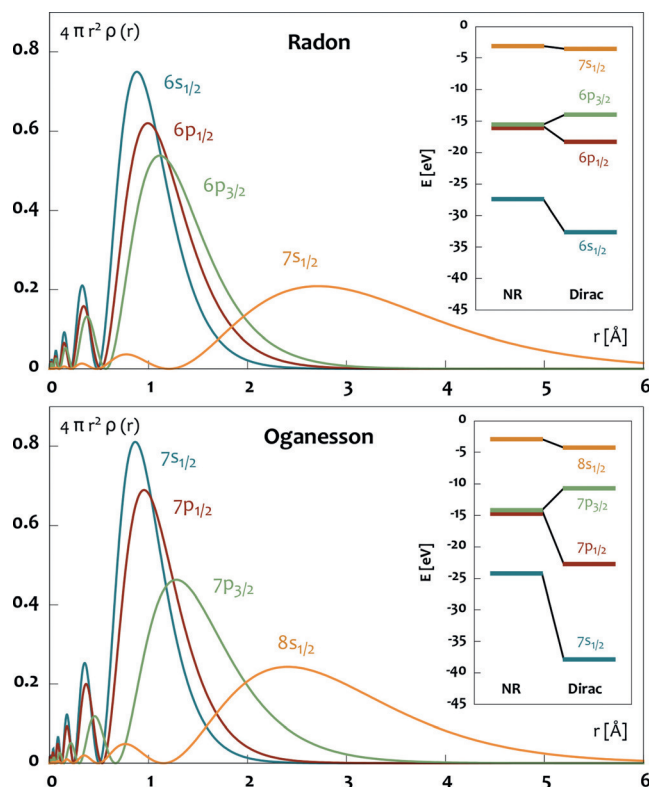 4 π r² ρ (r)
Radon
0.8
0.6
0.4
0.2
0
6s₁/₂
6p₁/₂
6p₃/₂
7s₁/₂
0 1 2 3 4 5 6
r [Å]
E [eV]
0
-5
-10
-15
-20
-25
-30
-35
-40
-45
7s₁/₂
6p₃/₂
6p₁/₂
6s₁/₂
NR Dirac
4 π r² ρ (r)
Oganesson
0.8
0.6
0.4
0.2
0
7s₁/₂
7p₁/₂
7p₃/₂
8s₁/₂
0 1 2 3 4 5 6
r [Å]
E [eV]
0
-5
-10
-15
-20
-25
-30
-35
-40
-45
8s₁/₂
7p₃/₂
7p₁/₂
7s₁/₂
NR Dirac